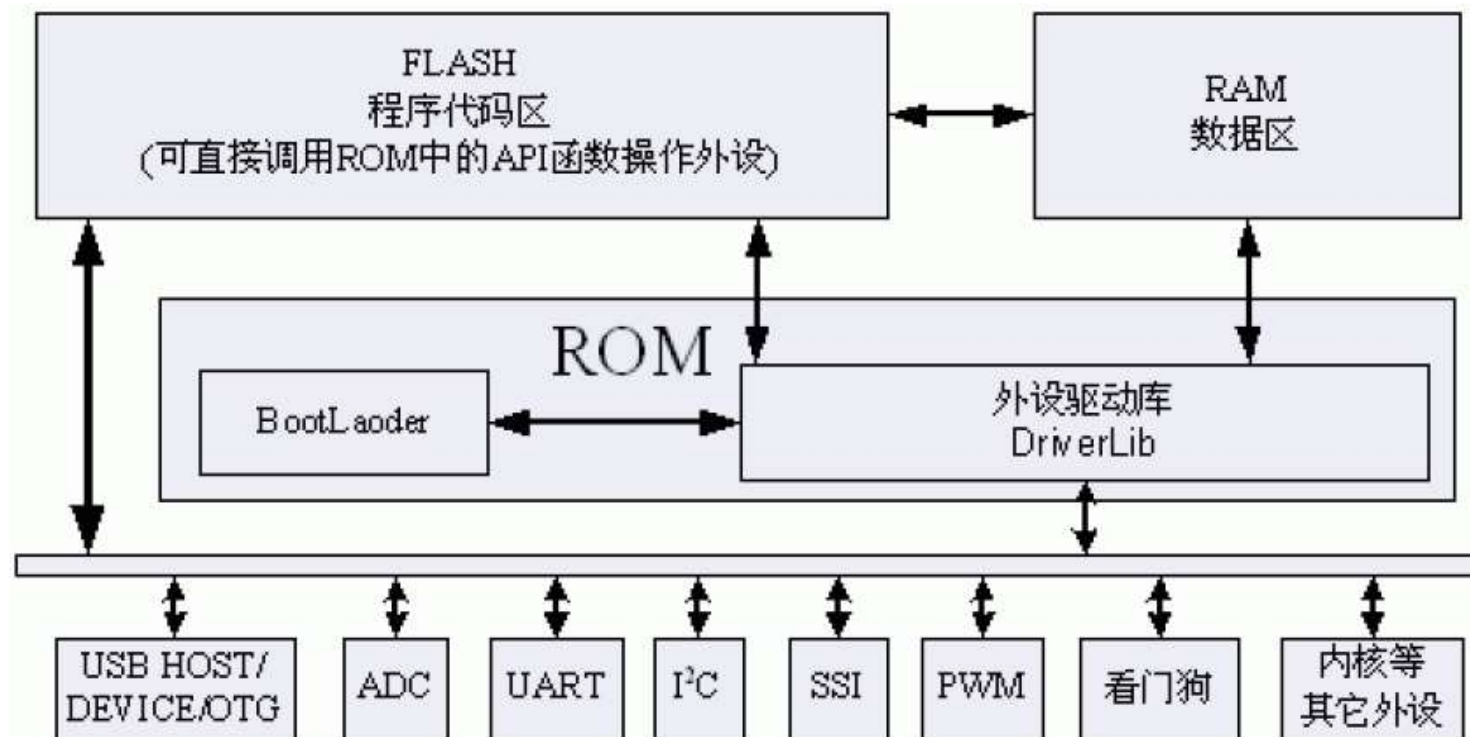 FLASH
程序代码区
(可直接调用ROM中的API函数操作外设)
RAM
数据区
ROM
BootLaoder
外设驱动库
DriverLib
USB HOST/
DEVICE/OTG
ADC
UART
I²C
SSI
PWM
看门狗
内核等
其它外设